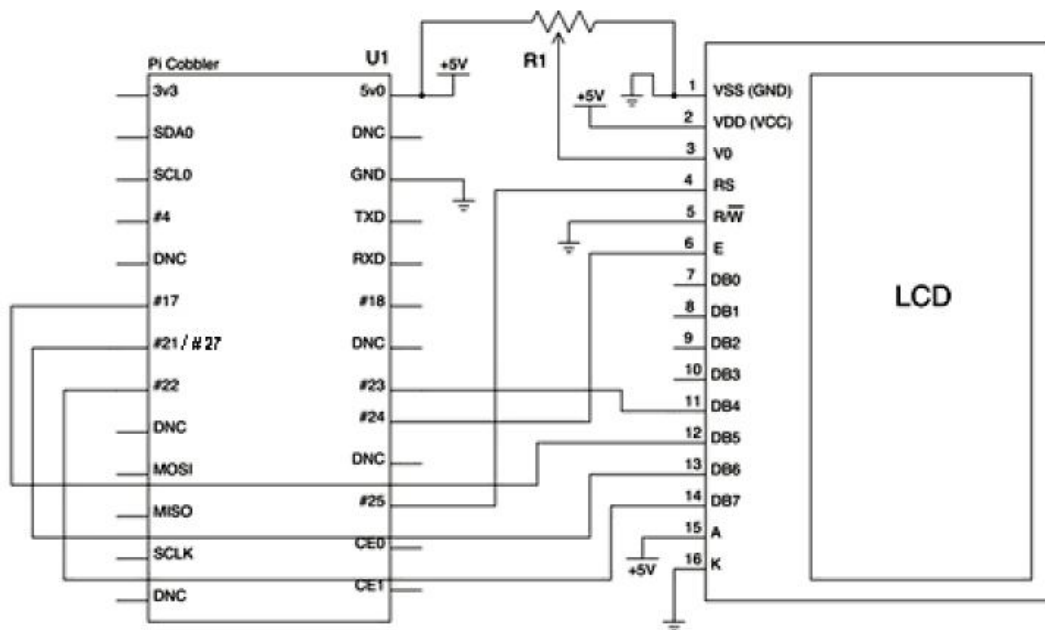 Pi Cobbler
U1
3v3
SDA0
SCL0
#4
DNC
#17
#21 / #27
#22
DNC
MOSI
MISO
SCLK
DNC
5v0
DNC
GND
TXD
RXD
#18
DNC
#23
#24
DNC
#25
CE0
CE1
+5V
R1
+5V
1 VSS (GND)
2 VDD (VCC)
3 V0
4 RS
5 R/W̅
6 E
7 DB0
8 DB1
9 DB2
10 DB3
11 DB4
12 DB5
13 DB6
14 DB7
15 A
16 K
+5V
LCD